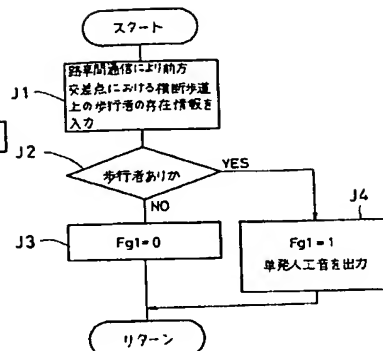 スタート
J1
路車間通信により前方
交差点における横断歩道
上の歩行者の存在情報を
入力
J2
歩行者ありか
YES
NO
J3
Fg1=0
J4
Fg1=1
単発人工音を出力
リターン